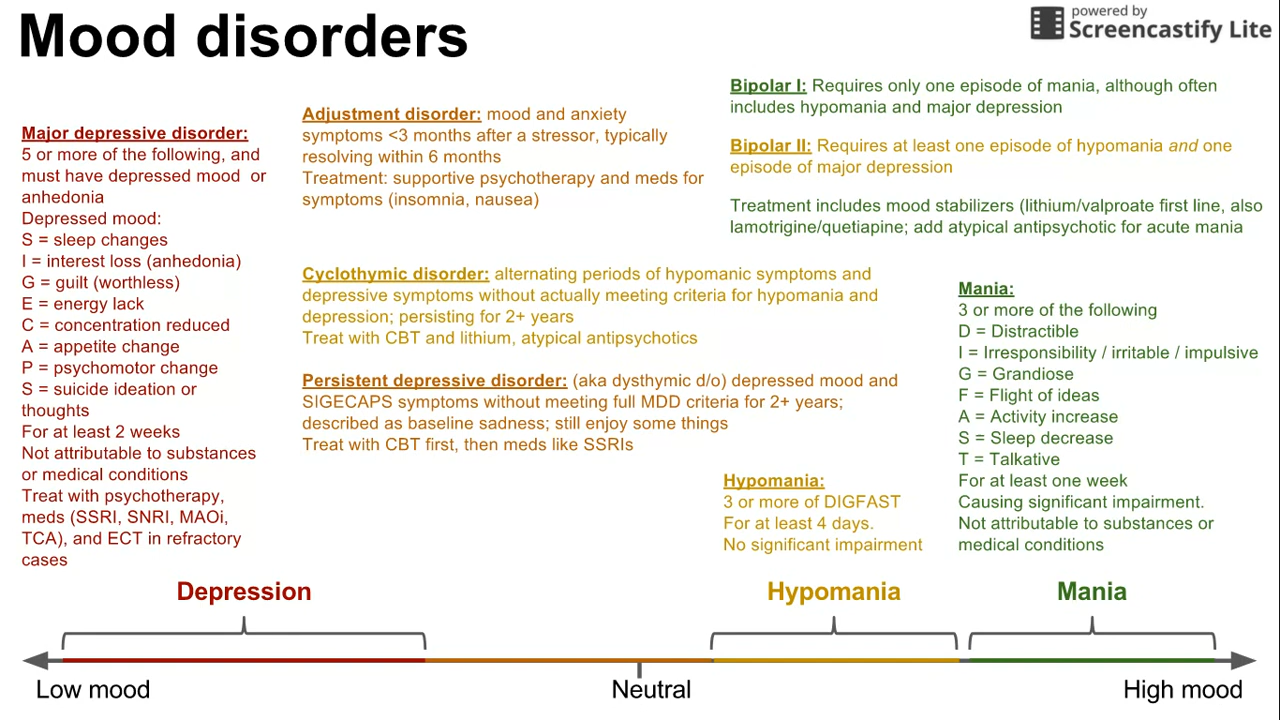 Mood disorders
powered by
Screencastify Lite
Major depressive disorder:
5 or more of the following, and
must have depressed mood or
anhedonia
Depressed mood:
S = sleep changes
I = interest loss (anhedonia)
G = guilt (worthless)
E = energy lack
C = concentration reduced
A = appetite change
P = psychomotor change
S = suicide ideation or
thoughts
For at least 2 weeks
Not attributable to substances
or medical conditions
Treat with psychotherapy,
meds (SSRI, SNRI, MAOi,
TCA), and ECT in refractory
cases
Adjustment disorder: mood and anxiety
symptoms <3 months after a stressor, typically
resolving within 6 months
Treatment: supportive psychotherapy and meds for
symptoms (insomnia, nausea)
Cyclothymic disorder: alternating periods of hypomanic symptoms and
depressive symptoms without actually meeting criteria for hypomania and
depression; persisting for 2+ years
Treat with CBT and lithium, atypical antipsychotics
Persistent depressive disorder: (aka dysthymic d/o) depressed mood and
SIGECAPS symptoms without meeting full MDD criteria for 2+ years;
described as baseline sadness; still enjoy some things
Treat with CBT first, then meds like SSRIs
Bipolar I: Requires only one episode of mania, although often
includes hypomania and major depression
Bipolar II: Requires at least one episode of hypomania and one
episode of major depression
Treatment includes mood stabilizers (lithium/valproate first line, also
lamotrigine/quetiapine; add atypical antipsychotic for acute mania
Hypomania:
3 or more of DIGFAST
For at least 4 days.
No significant impairment
Mania:
3 or more of the following
D = Distractible
I = Irresponsibility / irritable / impulsive
G = Grandiose
F = Flight of ideas
A = Activity increase
S = Sleep decrease
T = Talkative
For at least one week
Causing significant impairment.
Not attributable to substances or
medical conditions
Depression
Hypomania
Mania
Low mood
Neutral
High mood